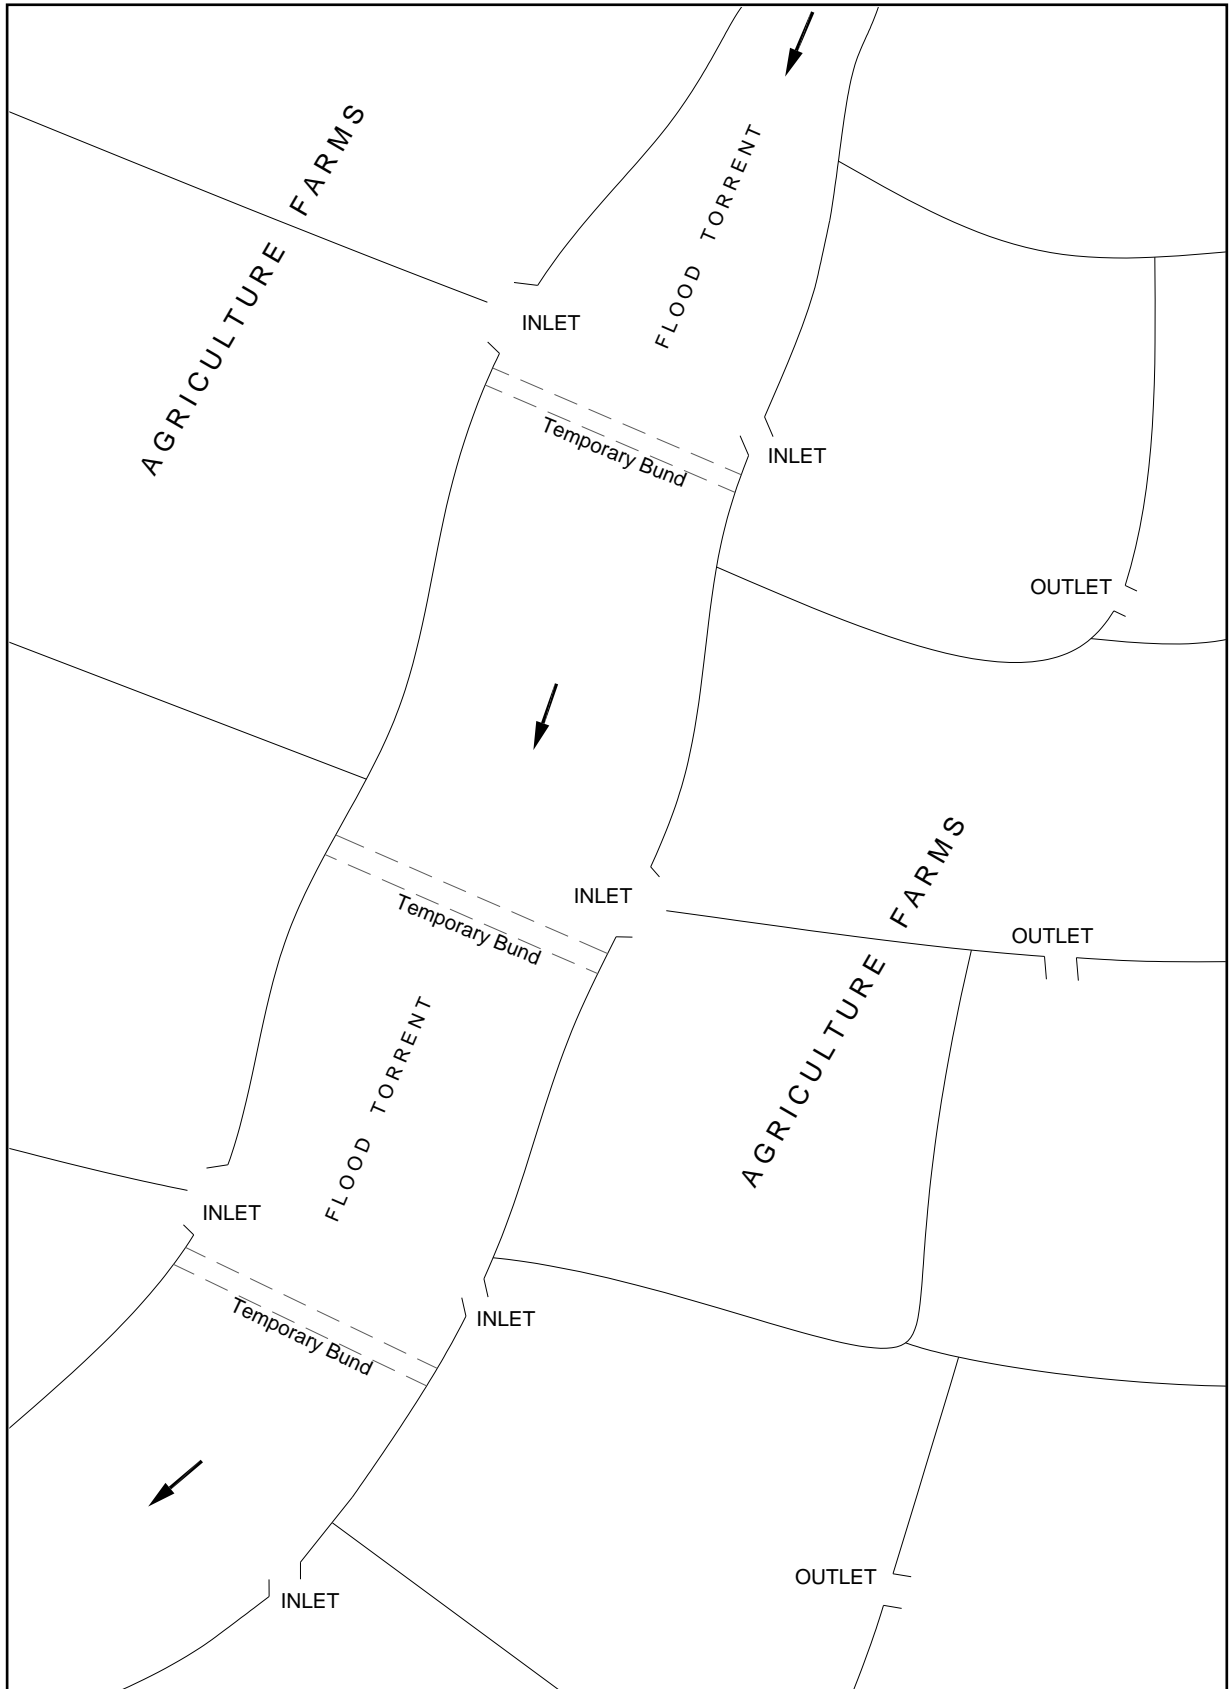 AGRICULTURE FARMS
FLOOD TORRENT
INLET
Temporary Bund
INLET
OUTLET
AGRICULTURE FARMS
INLET
Temporary Bund
OUTLET
FLOOD TORRENT
INLET
Temporary Bund
INLET
OUTLET
INLET